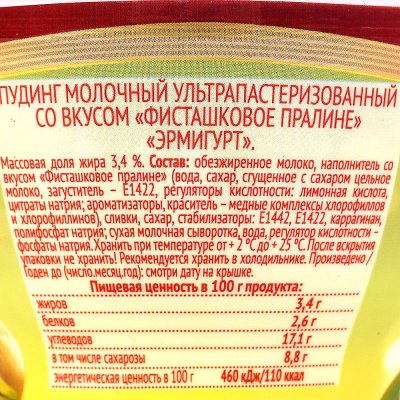 ПУДИНГ МОЛОЧНЫЙ УЛЬТРАПАСТЕРИЗОВАННЫЙ
СО ВКУСОМ «ФИСТАШКОВОЕ ПРАЛИНЕ»
«ЭРМИГУРТ».
Массовая доля жира 3,4 %. Состав: обезжиренное молоко, наполнитель со
вкусом «Фисташковое пралине» (вода, сахар, сгущенное с сахаром цельное
молоко, загуститель – Е1422, регуляторы кислотности: лимонная кислота,
цитраты натрия; ароматизаторы, краситель – медные комплексы хлорофиллов
и хлорофиллинов), сливки, сахар, стабилизаторы: Е1442, Е1422, каррагинан,
полифосфат натрия; сухая молочная сыворотка, вода, регулятор кислотности –
фосфаты натрия. Хранить при температуре от + 2 °С до + 25 °С. После вскрытия
упаковки не хранить! Рекомендуется хранить в холодильнике. Произведено /
Годен до (число.месяц.год): смотри дату на крышке.
Пищевая ценность в 100 г продукта:
жиров 3,4 г
белков 2,6 г
углеводов 17,1 г
в том числе сахарозы 8,8 г
энергетическая ценность в 100 г 460 кДж/110 ккал